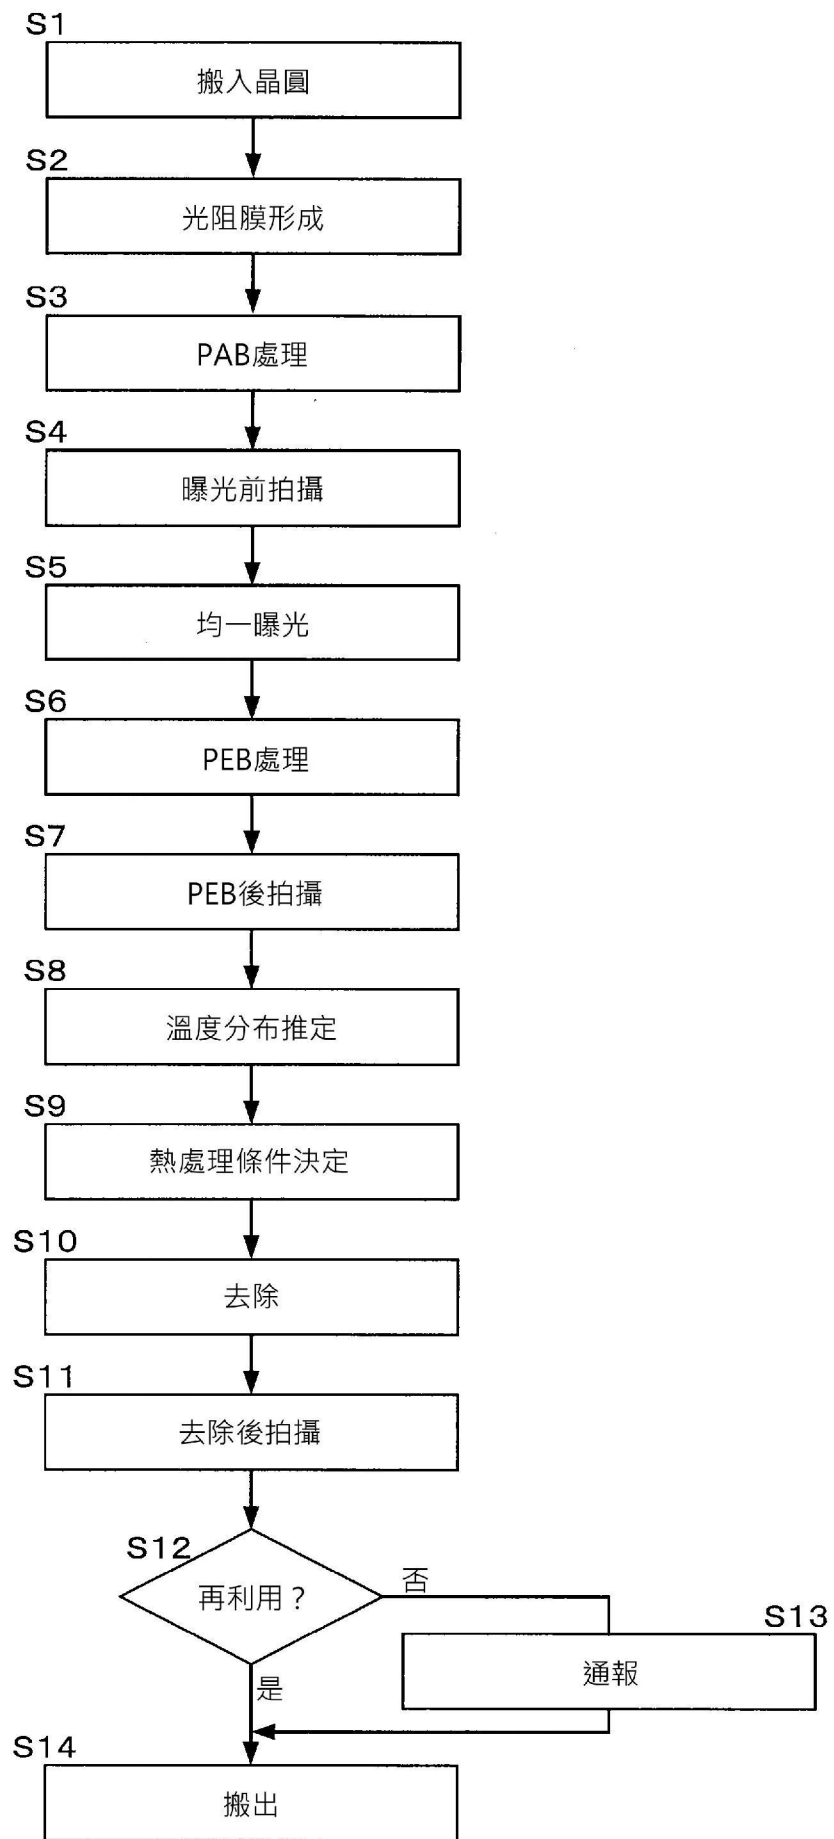 S1
搬入晶圓
S2
光阻膜形成
S3
PAB處理
S4
曝光前拍攝
S5
均一曝光
S6
PEB處理
S7
PEB後拍攝
S8
溫度分布推定
S9
熱處理條件決定
S10
去除
S11
去除後拍攝
S12
再利用？
否
S13
通報
是
S14
搬出